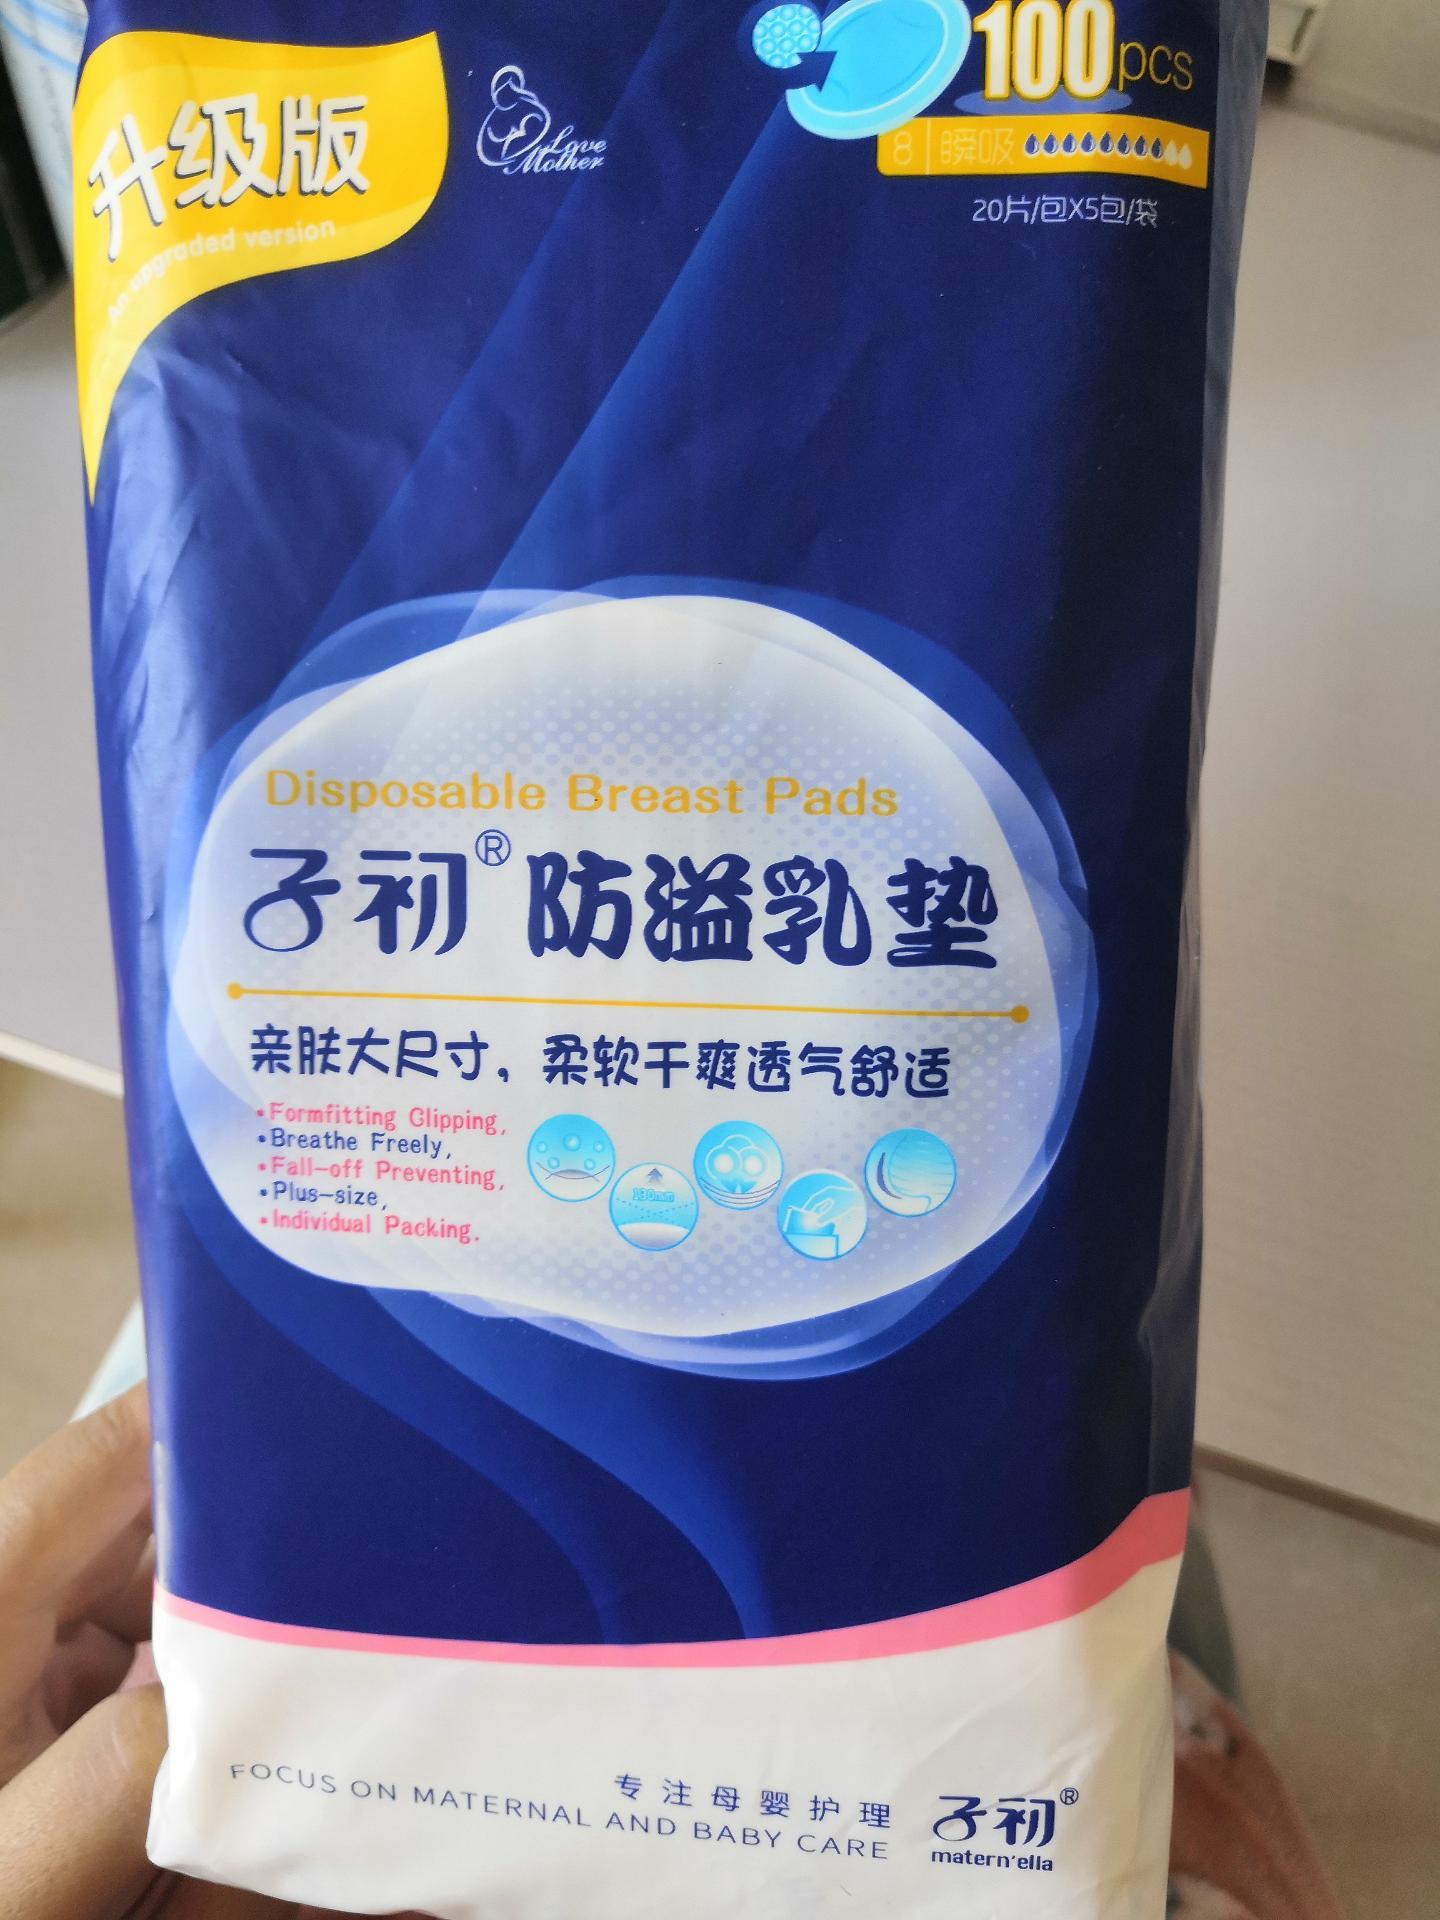 升级版
An upgraded version
Love
Mother
100pcs
8 瞬吸
20片/包X5包/袋
Disposable Breast Pads
子初® 防溢乳垫
亲肤大尺寸，柔软干爽透气舒适
•Formfitting Clipping,
•Breathe Freely,
•Fall-off Preventing,
•Plus-size,
•Individual Packing.
130mm
专注母婴护理
FOCUS ON MATERNAL AND BABY CARE
子初®
matern'ella